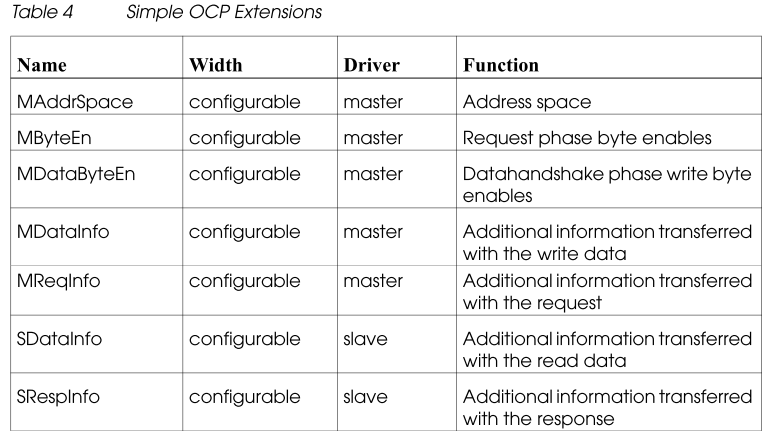 Table 4 Simple OCP Extensions
Name Width Driver Function
MAddrSpace configurable master Address space
MByteEn configurable master Request phase byte enables
MDataByteEn configurable master Datahandshake phase write byte
enables
MDataInfo configurable master Additional information transferred
with the write data
MReqInfo configurable master Additional information transferred
with the request
SDataInfo configurable slave Additional information transferred
with the read data
SRespInfo configurable slave Additional information transferred
with the response